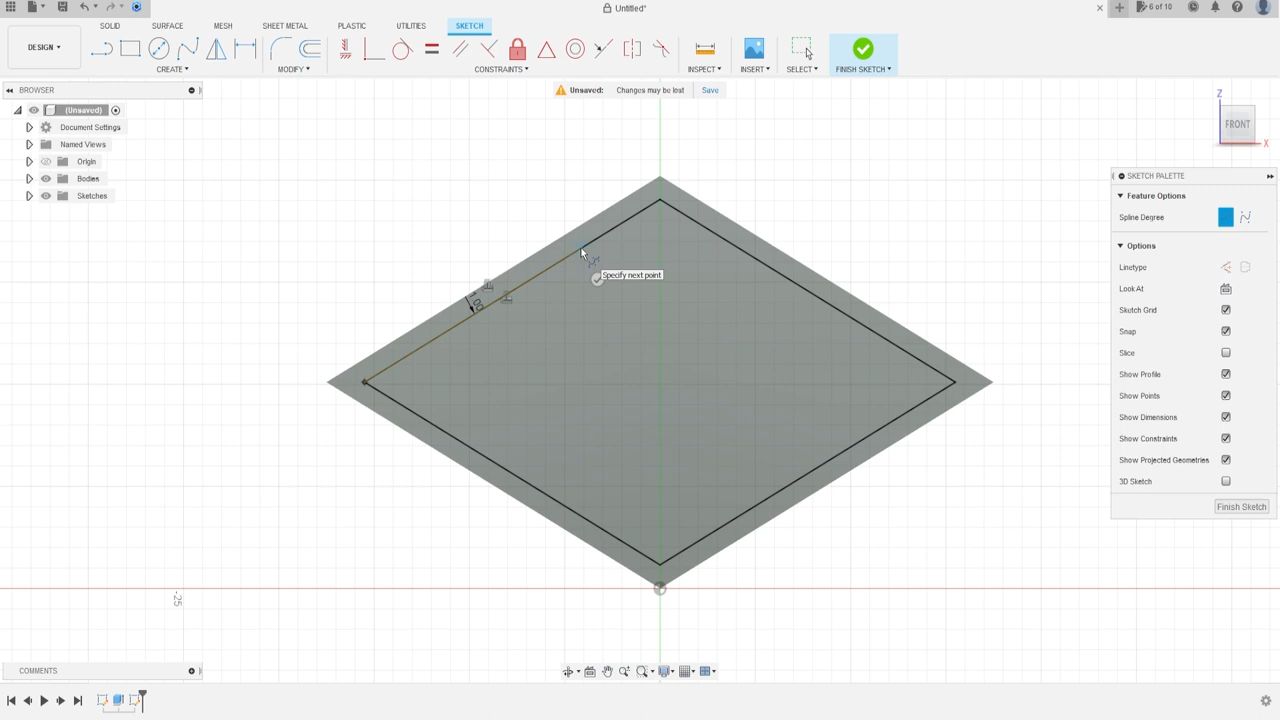 Untitled*
6 of 10
SOLID
SURFACE
MESH
SHEET METAL
PLASTIC
UTILITIES
SKETCH
DESIGN
CREATE
MODIFY
CONSTRAINTS
INSPECT
INSERT
SELECT
FINISH SKETCH
BROWSER
Unsaved: Changes may be lost Save
(Unsaved)
Document Settings
Named Views
Origin
Bodies
Sketches
Z
FRONT
X
SKETCH PALETTE
Feature Options
Spline Degree
Options
Linetype
Look At
Sketch Grid
Snap
Slice
Show Profile
Show Points
Show Dimensions
Show Constraints
Show Projected Geometries
3D Sketch
Finish Sketch
Specify next point
1.00
-25
COMMENTS